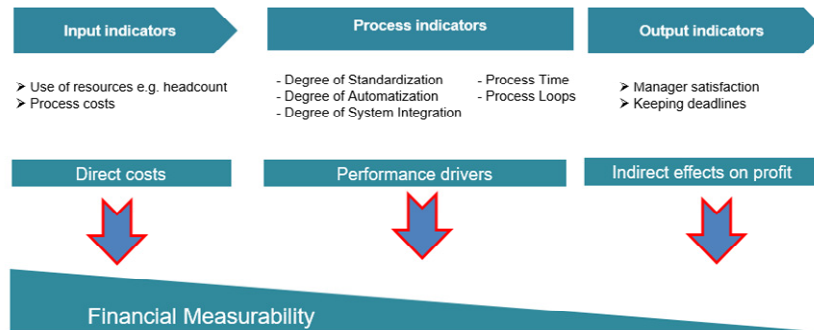 Input indicators
Process indicators
Output indicators
➢ Use of resources e.g. headcount
➢ Process costs
- Degree of Standardization
- Degree of Automatization
- Degree of System Integration
- Process Time
- Process Loops
➢ Manager satisfaction
➢ Keeping deadlines
Direct costs
Performance drivers
Indirect effects on profit
Financial Measurability